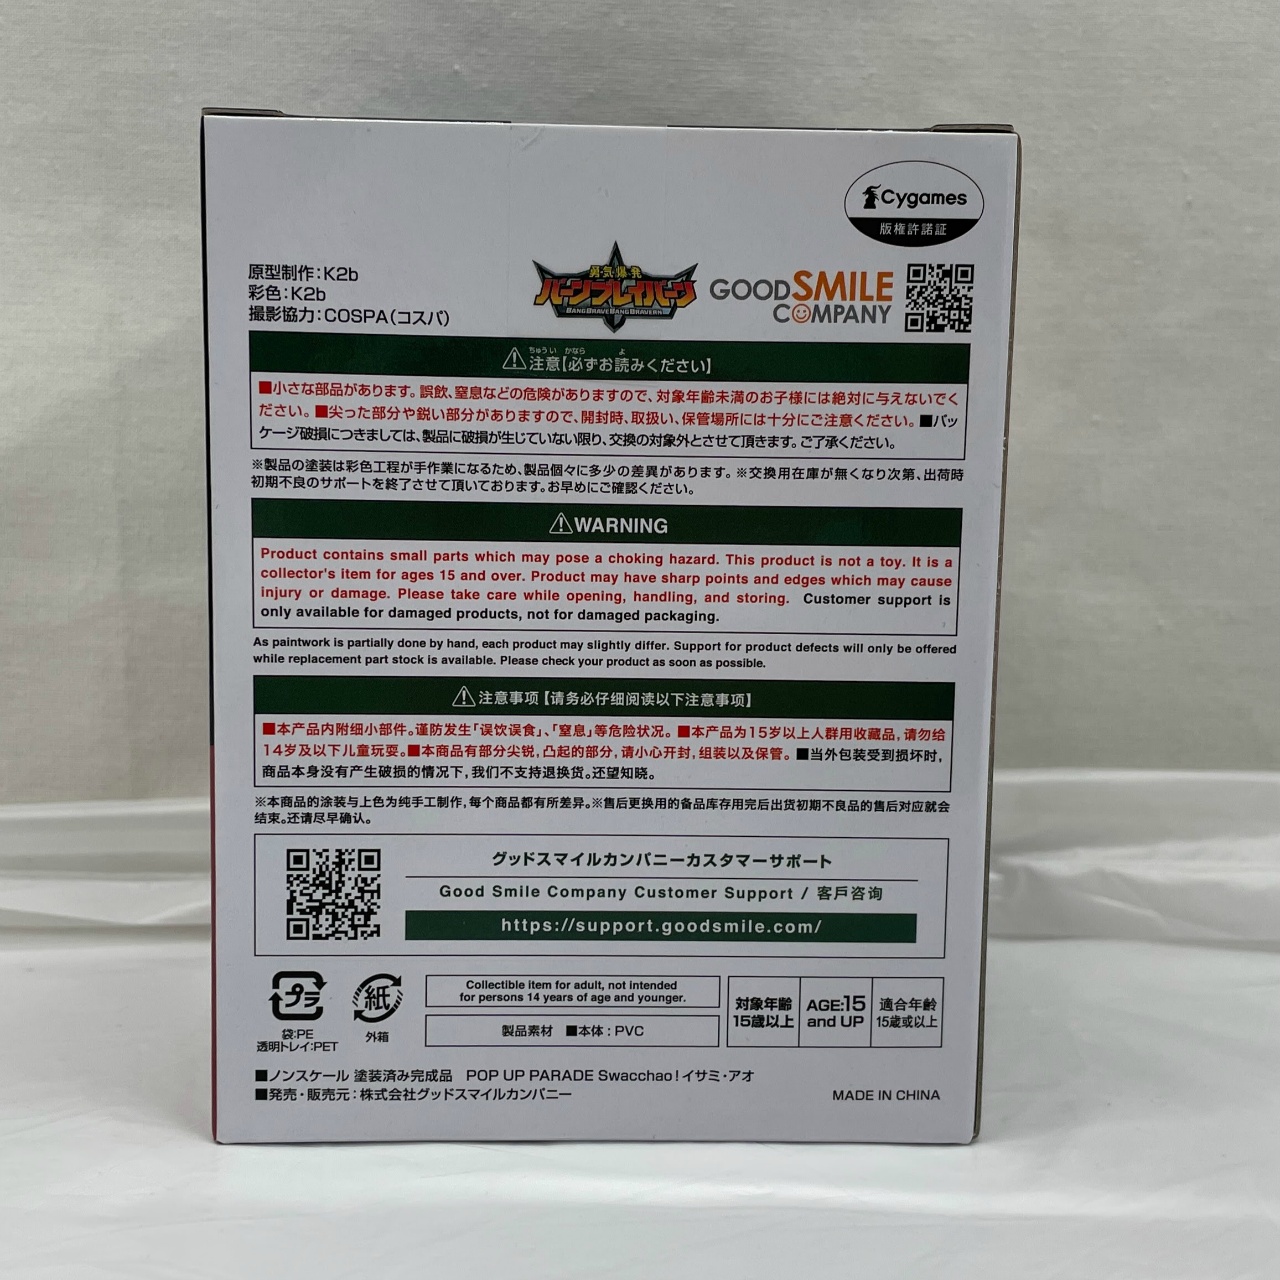 Cygames
版権許諾証
原型制作：K2b
彩色：K2b
撮影協力：COSPA（コスパ）
勇気爆発
バーンブレイバーン
BANG BRAVE BANG BRAVERN
GOOD SMILE
COMPANY
ちゅうい かなら よ
⚠注意【必ずお読みください】
■小さな部品があります。誤飲、窒息などの危険がありますので、対象年齢未満のお子様には絶対に与えないでく
ださい。■尖った部分や鋭い部分がありますので、開封時、取扱い、保管場所には十分にご注意ください。■パッ
ケージ破損につきましては、製品に破損が生じていない限り、交換の対象外とさせて頂きます。ご了承ください。
※製品の塗装は彩色工程が手作業になるため、製品個々に多少の差異があります。※交換用在庫が無くなり次第、出荷時
初期不良のサポートを終了させて頂いております。お早めにご確認ください。
⚠WARNING
Product contains small parts which may pose a choking hazard. This product is not a toy. It is a
collector's item for ages 15 and over. Product may have sharp points and edges which may cause
injury or damage. Please take care while opening, handling, and storing. Customer support is
only available for damaged products, not for damaged packaging.
As paintwork is partially done by hand, each product may slightly differ. Support for product defects will only be offered
while replacement part stock is available. Please check your product as soon as possible.
⚠注意事项【请务必仔细阅读以下注意事项】
■本产品内附细小部件。谨防发生「误饮误食」、「窒息」等危险状况。■本产品为15岁以上人群用收藏品，请勿给
14岁及以下儿童玩耍。■本商品有部分尖锐，凸起的部分，请小心开封，组装以及保管。■当外包装受到损坏时，
商品本身没有产生破损的情况下，我们不支持退换货。还望知晓。
※本商品的涂装与上色为纯手工制作，每个商品都有所差异。※售后更换用的备品库存用完后出货初期不良品的售后对应就会
结束。还请尽早确认。
グッドスマイルカンパニーカスタマーサポート
Good Smile Company Customer Support / 客戶咨询
https://support.goodsmile.com/
プラ
袋:PE
透明トレイ:PET
紙
外箱
Collectible item for adult, not intended
for persons 14 years of age and younger.
製品素材 ■本体：PVC
対象年齢
15歳以上
AGE:15
and UP
適合年齡
15歲或以上
■ノンスケール 塗装済み完成品 POP UP PARADE Swacchao！イサミ・アオ
■発売・販売元：株式会社グッドスマイルカンパニー
MADE IN CHINA